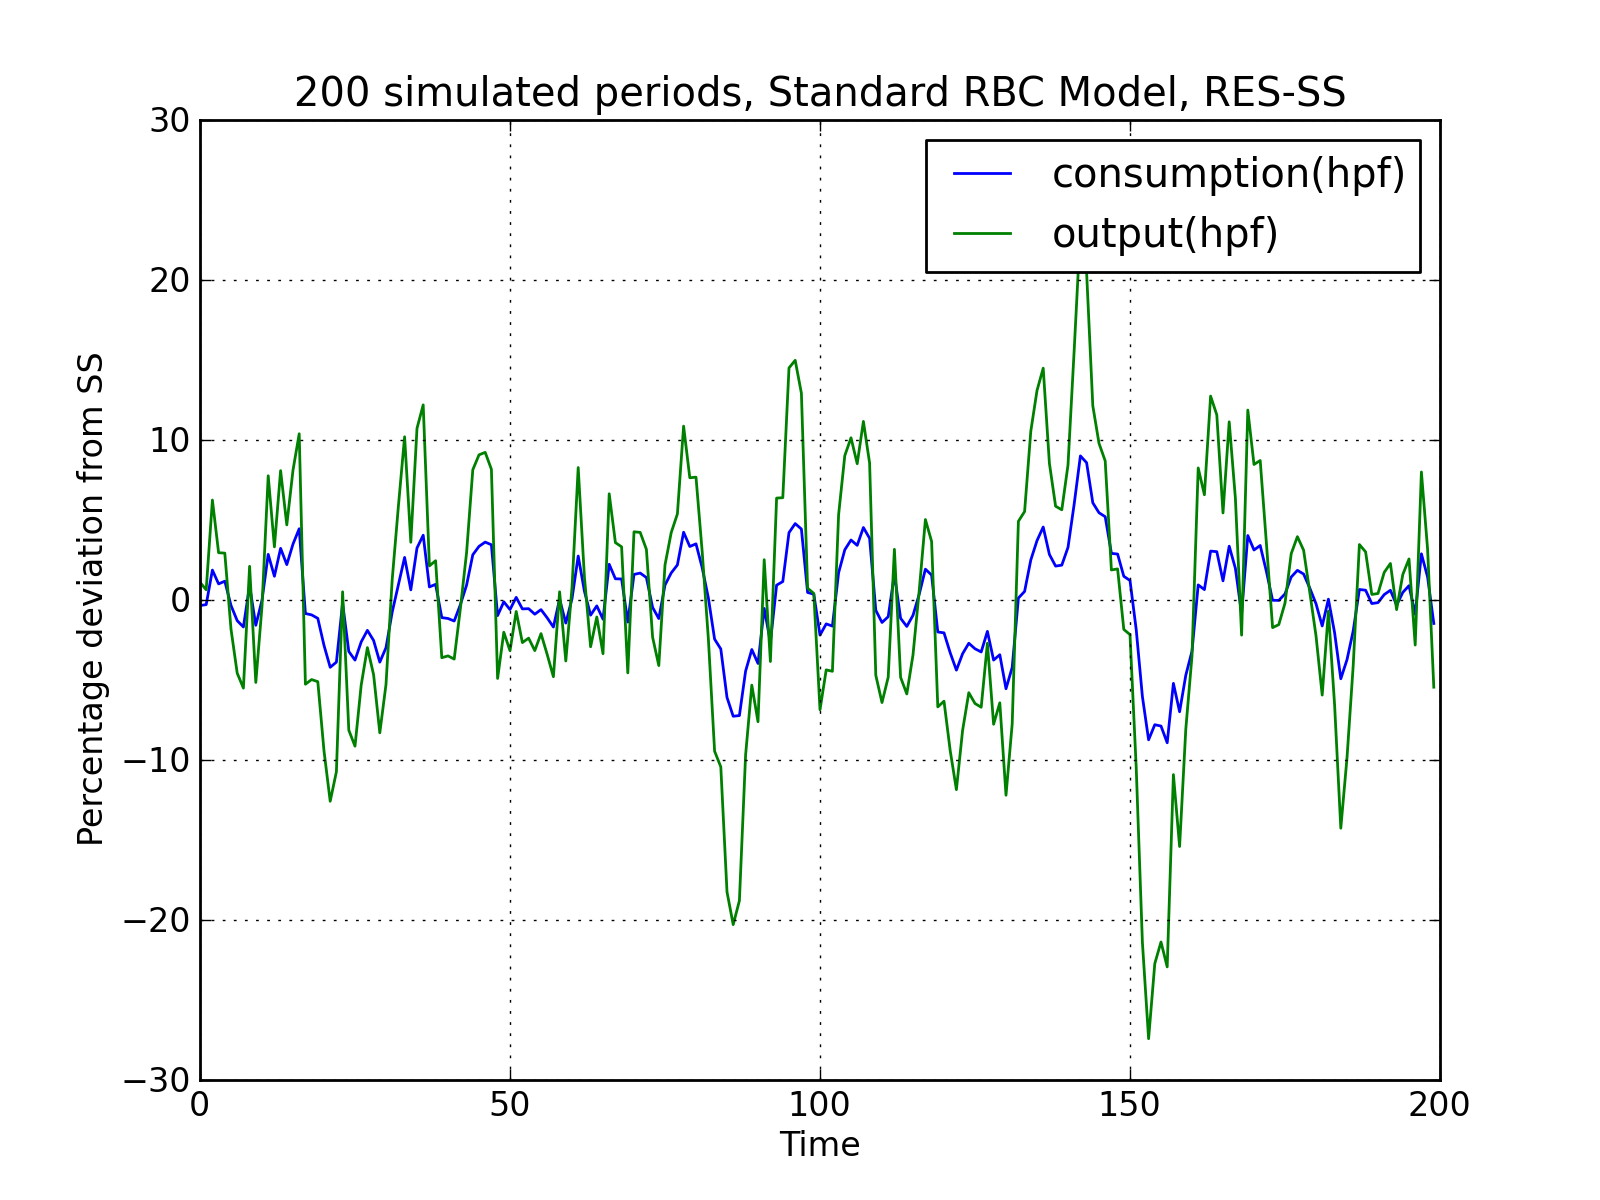 200 simulated periods, Standard RBC Model, RES-SS
30
20
10
0
−10
−20
−30
Percentage deviation from SS
consumption(hpf)
output(hpf)
0 50 100 150 200
Time